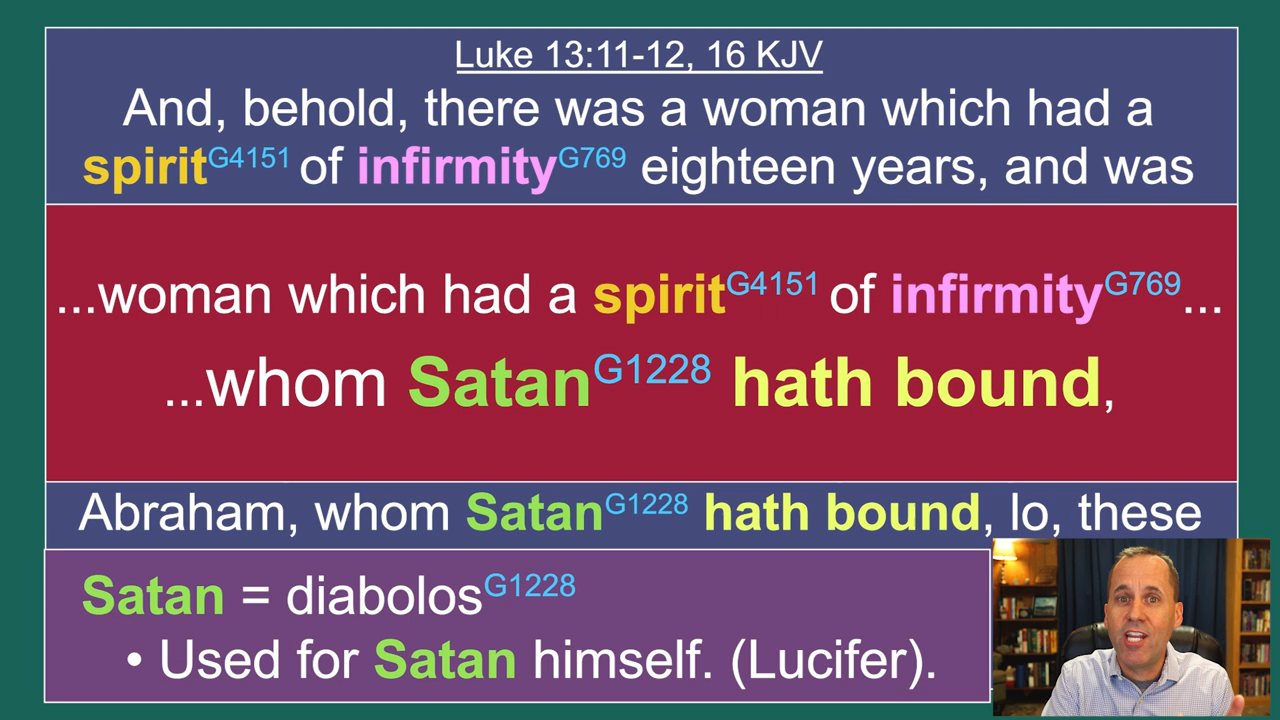 Luke 13:11-12, 16 KJV
And, behold, there was a woman which had a
spiritG4151 of infirmityG769 eighteen years, and was
...woman which had a spiritG4151 of infirmityG769...
...whom SatanG1228 hath bound,
Abraham, whom SatanG1228 hath bound, lo, these
Satan = diabolosG1228
• Used for Satan himself. (Lucifer).